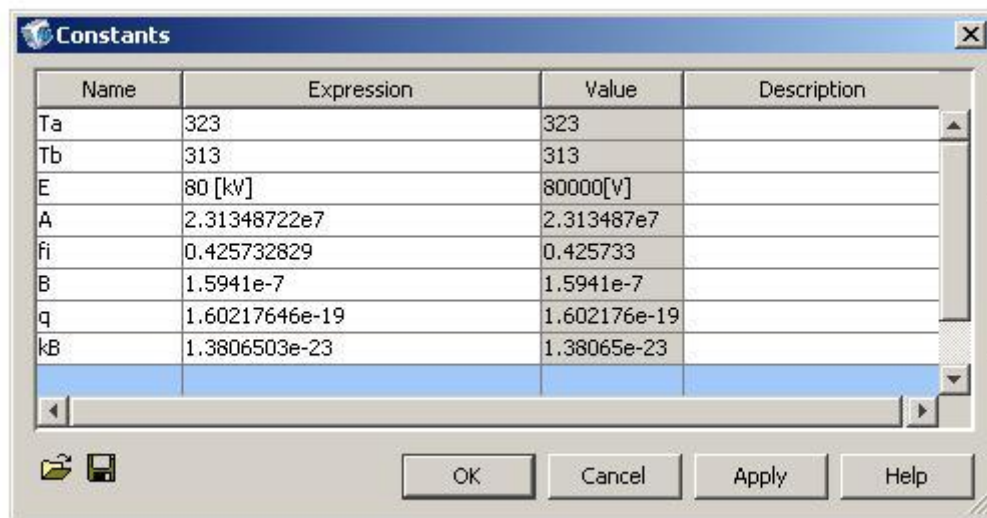 Constants
Name Expression Value Description
Ta 323 323
Tb 313 313
E 80 [kV] 80000[V]
A 2.31348722e7 2.313487e7
fi 0.425732829 0.425733
B 1.5941e-7 1.5941e-7
q 1.60217646e-19 1.602176e-19
kB 1.3806503e-23 1.38065e-23
OK Cancel Apply Help